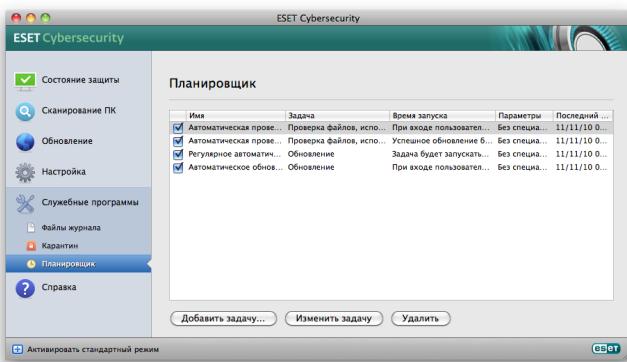 ESET Cybersecurity
ESET Cybersecurity
Состояние защиты
Сканирование ПК
Обновление
Настройка
Служебные программы
Файлы журнала
Карантин
Планировщик
Справка
Планировщик
Имя Задача Время запуска Параметры Последний ...
Автоматическая прове... Проверка файлов, испо... При входе пользовател... Без специа... 11/11/10 0...
Автоматическая прове... Проверка файлов, испо... Успешное обновление б... Без специа... 11/11/10 0...
Регулярное автоматич... Обновление Задача будет запускать... Без специа... 11/11/10 0...
Автоматическое обнов... Обновление При входе пользовател... Без специа... 11/11/10 0...
Добавить задачу... Изменить задачу Удалить
Активировать стандартный режим
eset